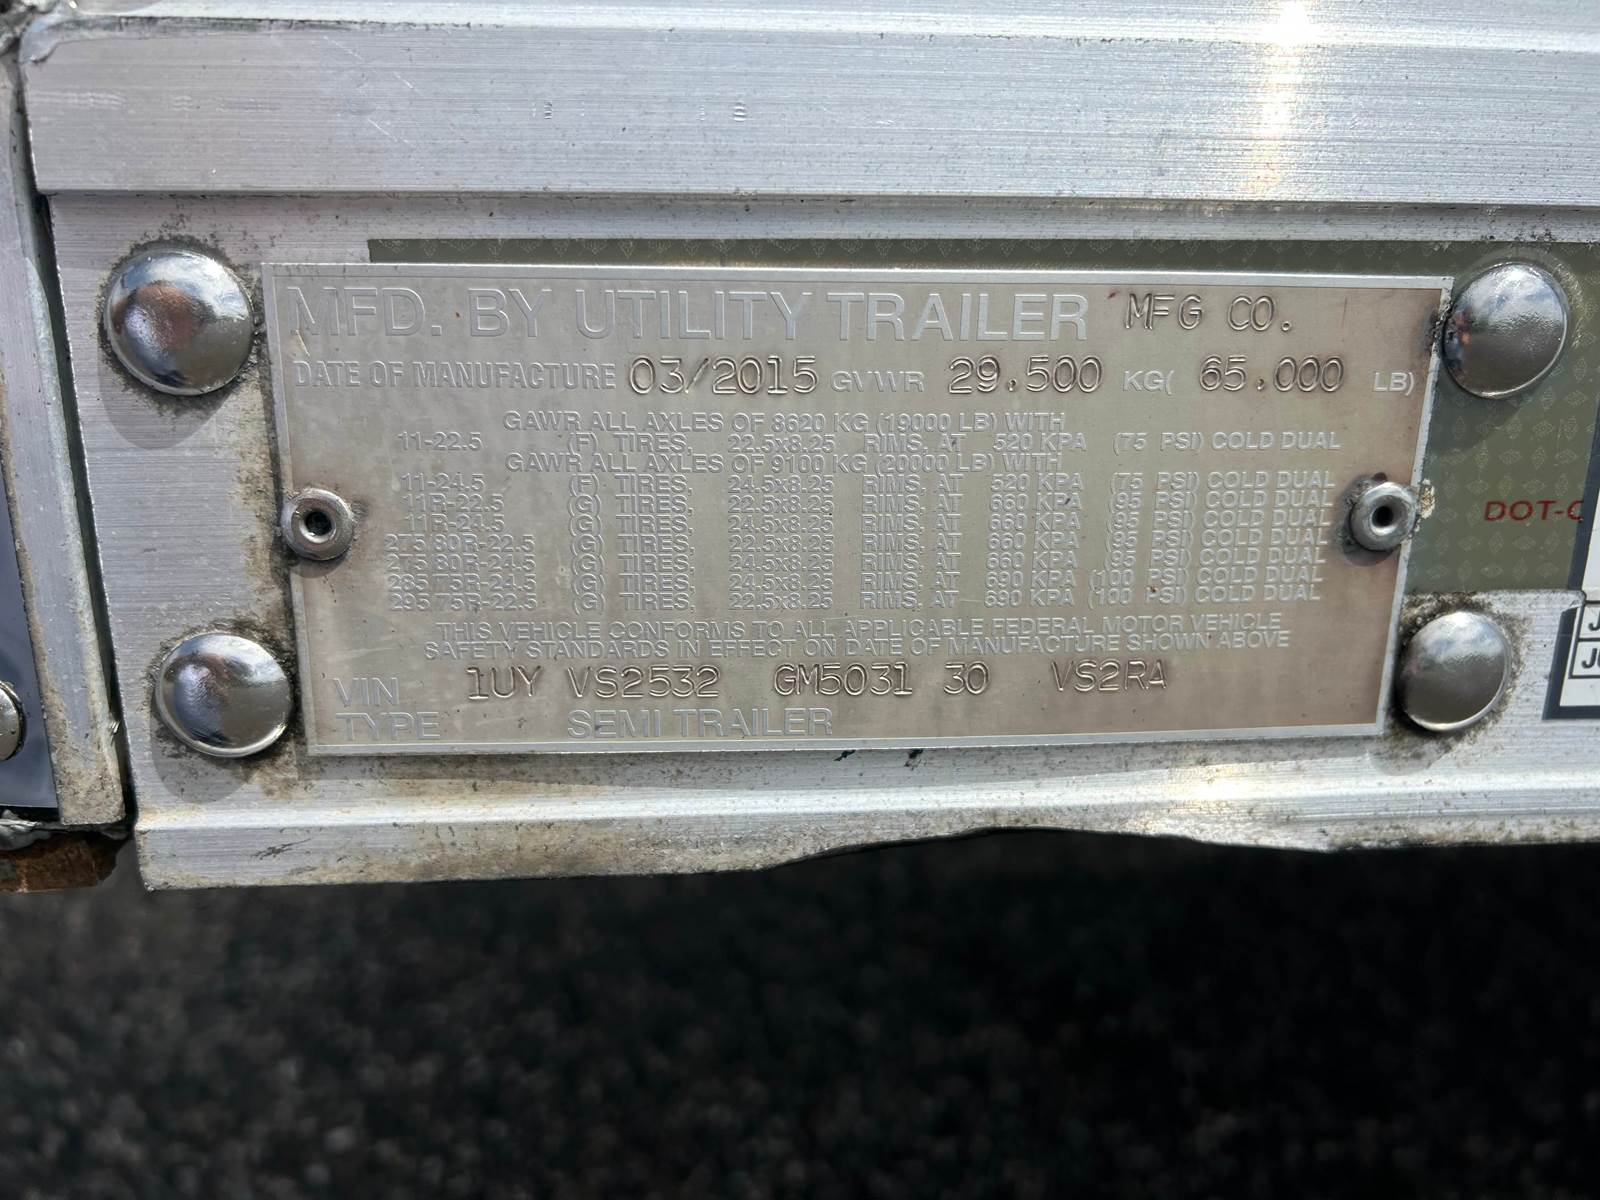 MFD. BY UTILITY TRAILER MFG CO.
DATE OF MANUFACTURE 03/2015 GVWR 29.500 KG( 65.000 LB)
GAWR ALL AXLES OF 8620 KG (19000 LB) WITH
11-22.5 (F) TIRES, 22.5x8.25 RIMS, AT 520 KPA (75 PSI) COLD DUAL
GAWR ALL AXLES OF 9100 KG (20000 LB) WITH
11-24.5 (F) TIRES, 24.5x8.25 RIMS, AT 520 KPA (75 PSI) COLD DUAL
11R-22.5 (G) TIRES, 22.5x8.25 RIMS, AT 660 KPA (95 PSI) COLD DUAL
11R-24.5 (G) TIRES, 24.5x8.25 RIMS, AT 660 KPA (95 PSI) COLD DUAL
275/80R-22.5 (G) TIRES, 22.5x8.25 RIMS, AT 660 KPA (95 PSI) COLD DUAL
275/80R-24.5 (G) TIRES, 24.5x8.25 RIMS, AT 660 KPA (95 PSI) COLD DUAL
285/75R-24.5 (G) TIRES, 24.5x8.25 RIMS, AT 690 KPA (100 PSI) COLD DUAL
295/75R-22.5 (G) TIRES, 22.5x8.25 RIMS, AT 690 KPA (100 PSI) COLD DUAL
THIS VEHICLE CONFORMS TO ALL APPLICABLE FEDERAL MOTOR VEHICLE
SAFETY STANDARDS IN EFFECT ON DATE OF MANUFACTURE SHOWN ABOVE
VIN 1UY VS2532 GM5031 30 VS2RA
TYPE SEMI TRAILER
DOT-C